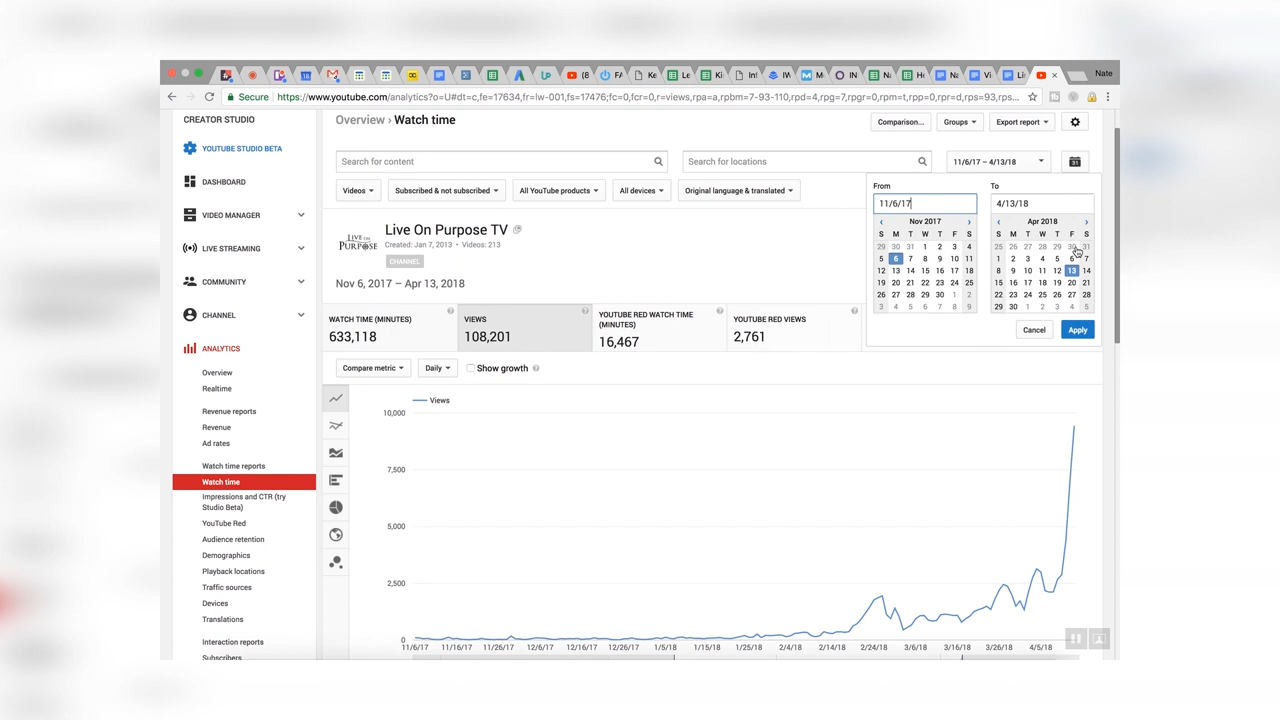 Nate
Secure
https://www.youtube.com/analytics?o=U#dt=c,fe=17634,fr=lw-001,fs=17476;fc=0,fcr=0,r=views,rpa=a,rpbm=7-93-110,rpd=4,rpg=7,rpgr=0,rpm=t,rpp=0,rpr=d,rps=93,rps...
CREATOR STUDIO
YOUTUBE STUDIO BETA
DASHBOARD
VIDEO MANAGER
LIVE STREAMING
COMMUNITY
CHANNEL
ANALYTICS
Overview
Realtime
Revenue reports
Revenue
Ad rates
Watch time reports
Watch time
Impressions and CTR (try
Studio Beta)
YouTube Red
Audience retention
Demographics
Playback locations
Traffic sources
Devices
Translations
Interaction reports
Subscribers
Overview › Watch time
Comparison...
Groups
Export report
Search for content
Search for locations
11/6/17 – 4/13/18
Videos
Subscribed & not subscribed
All YouTube products
All devices
Original language & translated
From
To
11/6/17
4/13/18
Nov 2017
S M T W T F S
29 30 31 1 2 3 4
5 6 7 8 9 10 11
12 13 14 15 16 17 18
19 20 21 22 23 24 25
26 27 28 29 30 1 2
3 4 5 6 7 8 9
Apr 2018
S M T W T F S
25 26 27 28 29 30 31
1 2 3 4 5 6 7
8 9 10 11 12 13 14
15 16 17 18 19 20 21
22 23 24 25 26 27 28
29 30 1 2 3 4 5
Cancel
Apply
LIVE ON
PURPOSE
Live On Purpose TV
Created: Jan 7, 2013 • Videos: 213
CHANNEL
Nov 6, 2017 – Apr 13, 2018
WATCH TIME (MINUTES)
633,118
VIEWS
108,201
YOUTUBE RED WATCH TIME
(MINUTES)
16,467
YOUTUBE RED VIEWS
2,761
Compare metric
Daily
Show growth
Views
10,000
7,500
5,000
2,500
0
11/6/17 11/16/17 11/26/17 12/6/17 12/16/17 12/26/17 1/5/18 1/15/18 1/25/18 2/4/18 2/14/18 2/24/18 3/6/18 3/16/18 3/26/18 4/5/18